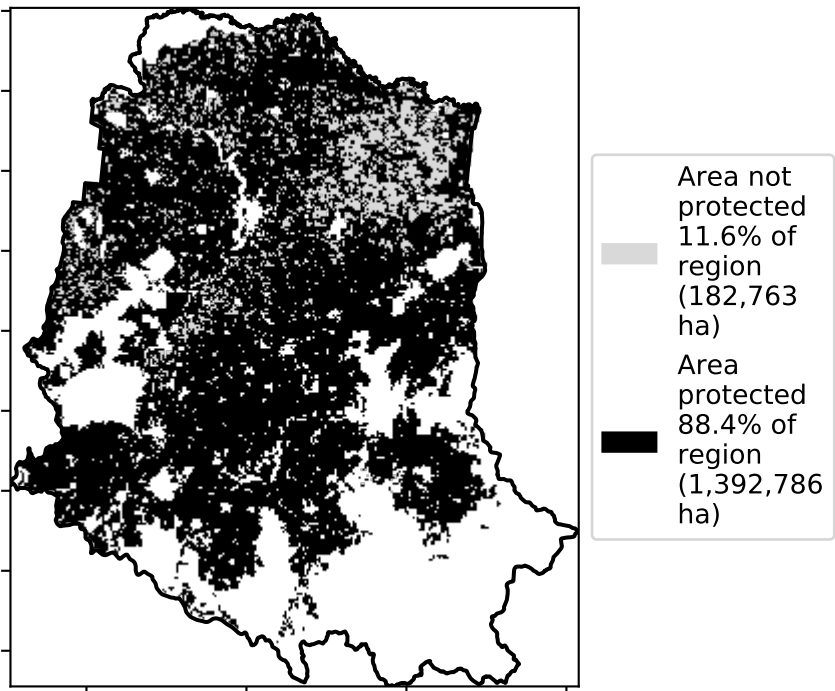 Area not
protected
11.6% of
region
(182,763
ha)
Area
protected
88.4% of
region
(1,392,786
ha)